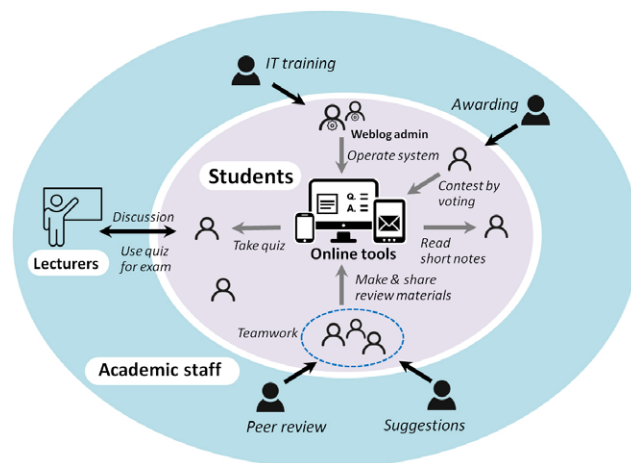 IT training
Awarding
Weblog admin
Operate system
Students
Q.
A.
Contest by
voting
Discussion
Take quiz
Read
short notes
Lecturers
Use quiz
for exam
Online tools
Make & share
review materials
Teamwork
Academic staff
Peer review
Suggestions